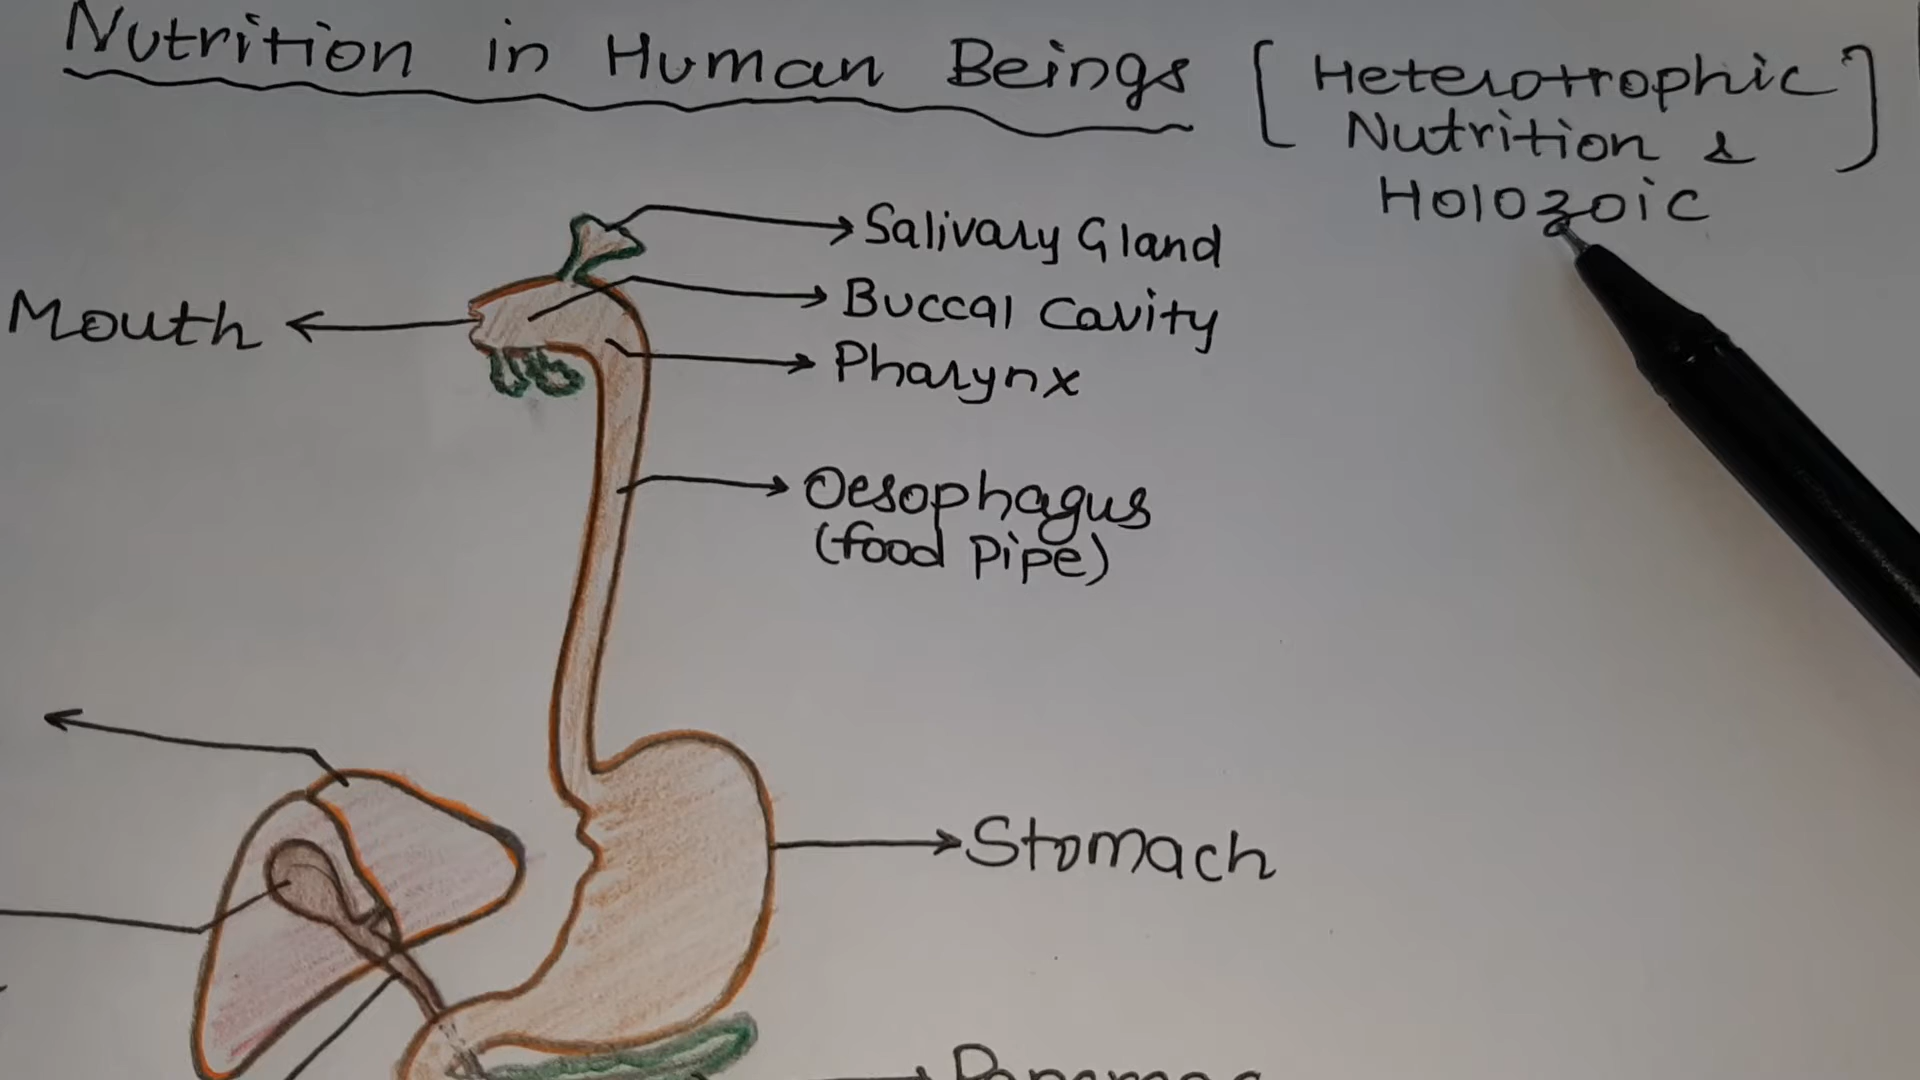 Nutrition in Human Beings [Heterotrophic
Nutrition &]
Holozoic
Salivary Gland
Buccal Cavity
Mouth
Pharynx
Oesophagus
(food pipe)
Stomach